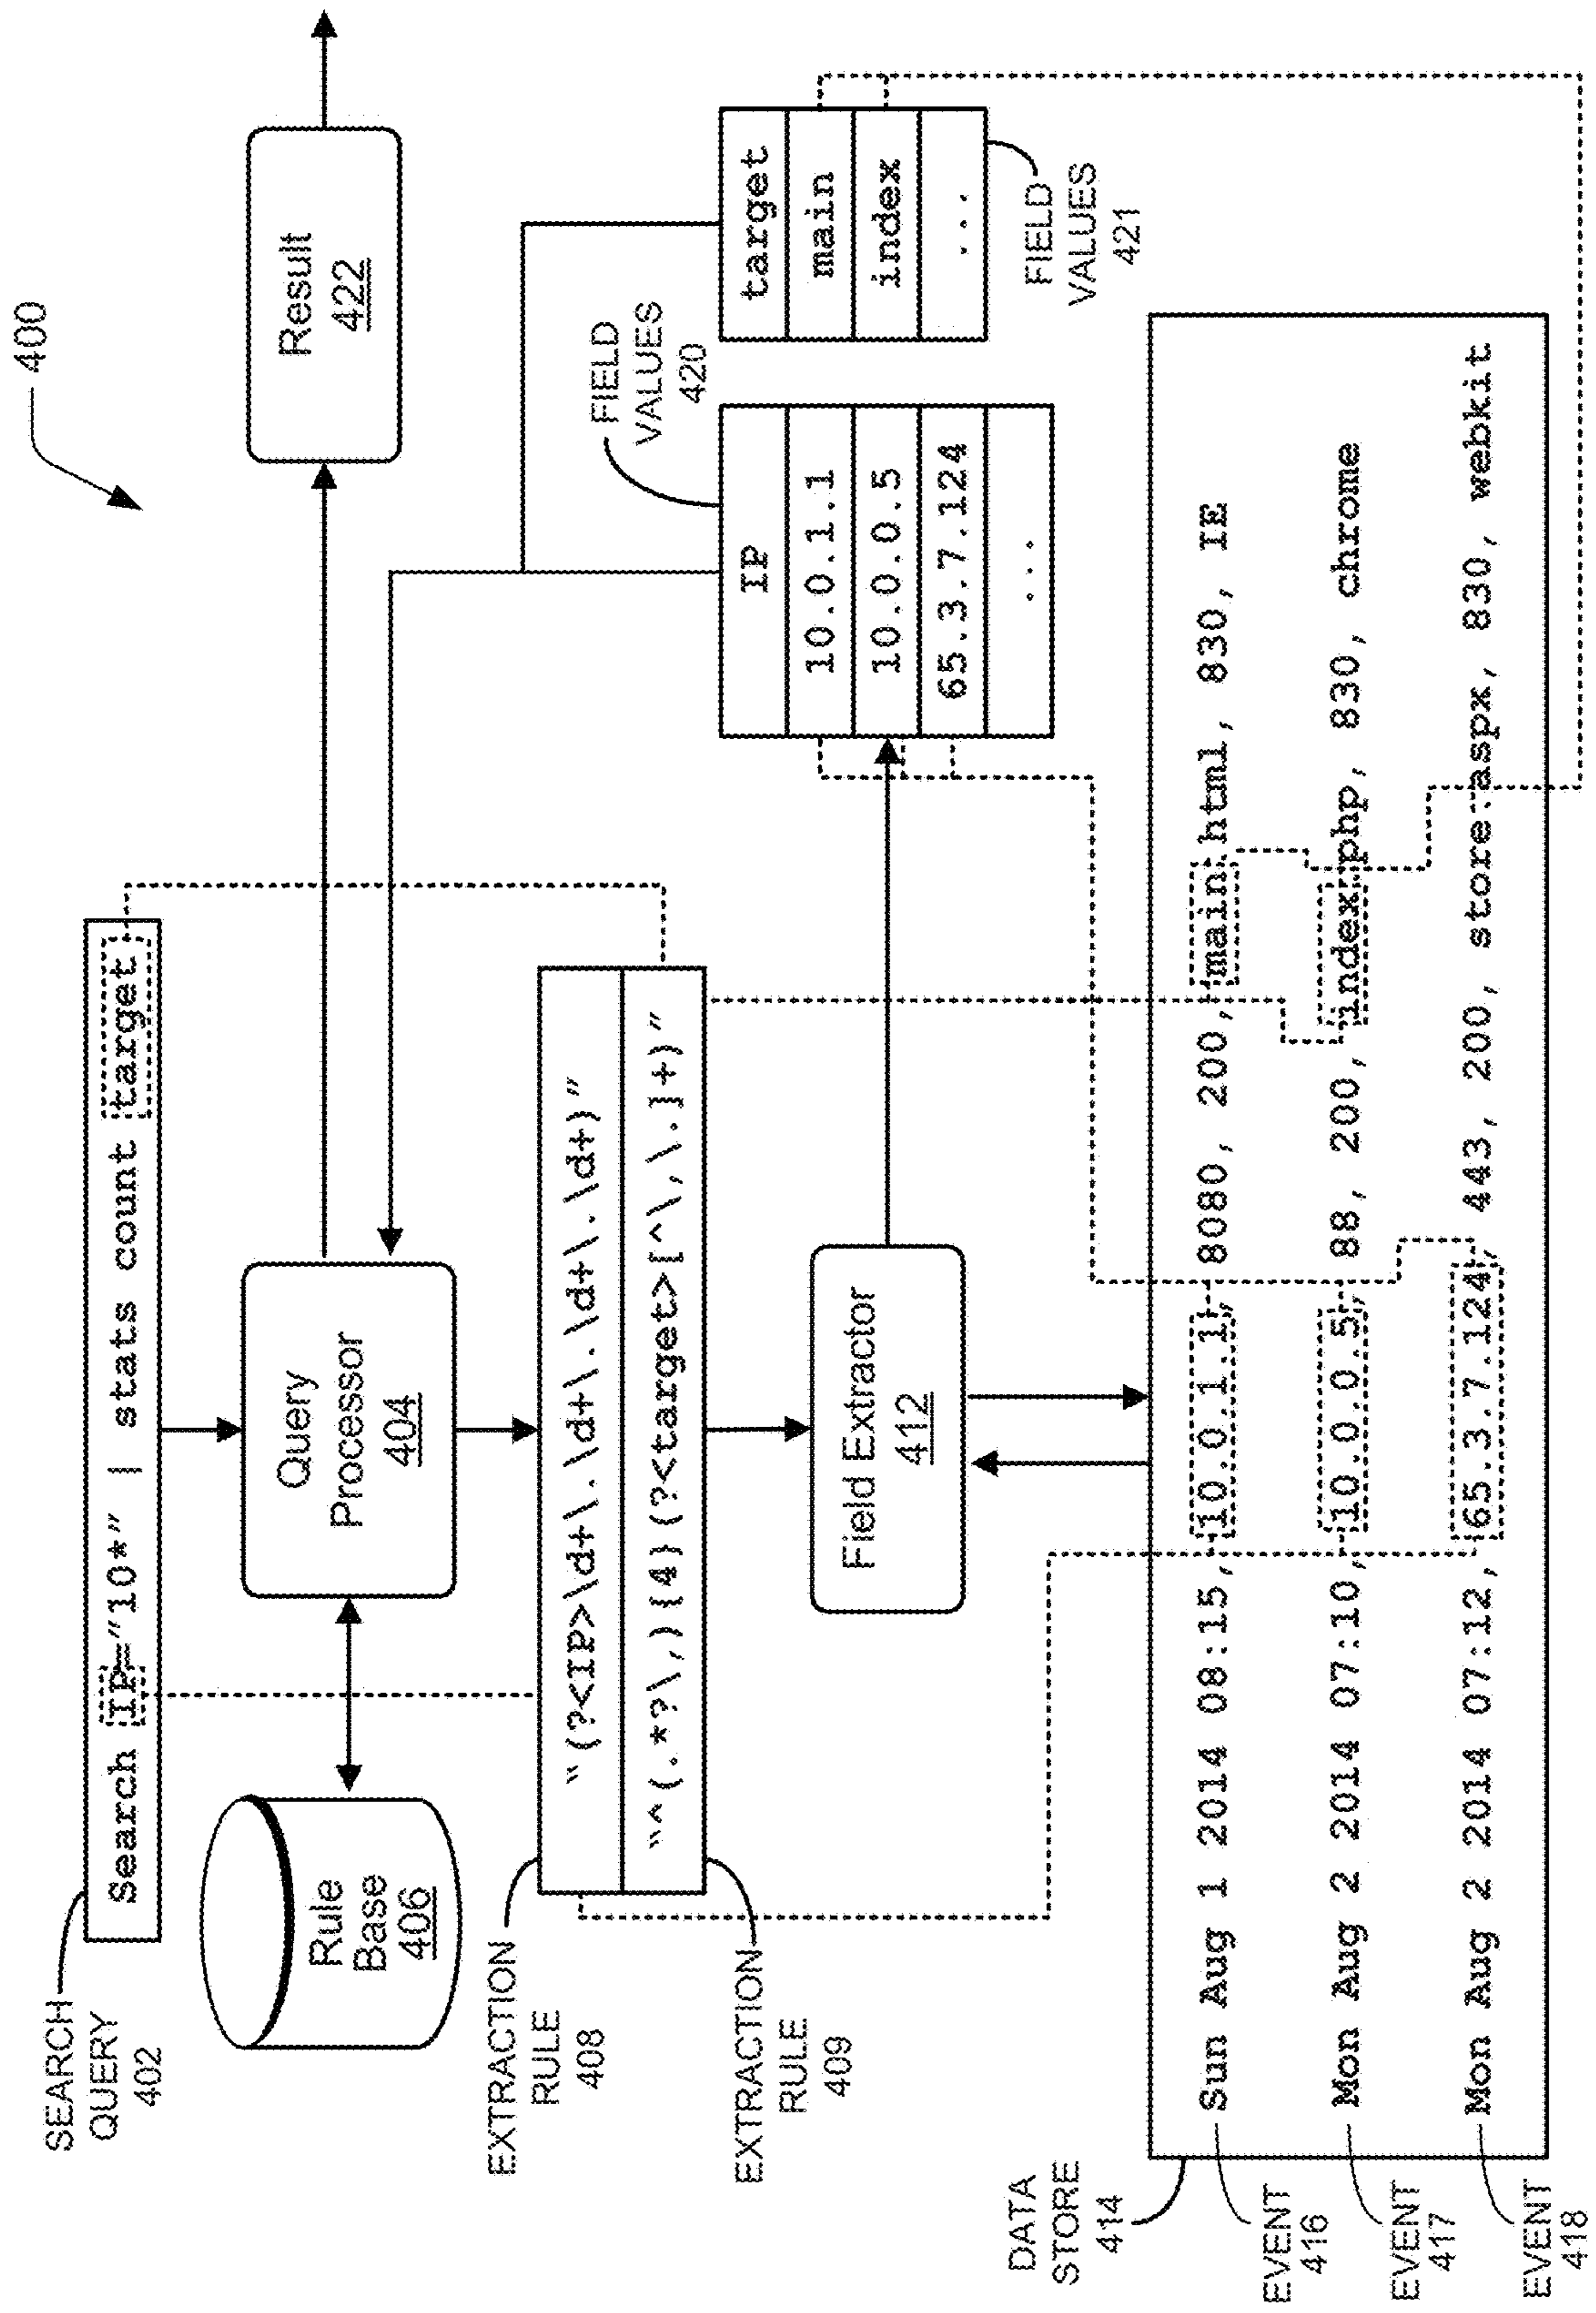 400
SEARCH
QUERY
402
Search IP="10*" | stats count target
Rule
Base
406
Query
Processor
404
Result
422
EXTRACTION
RULE
408
"(?<IP>\d+\.\d+\.\d+\.\d+)"
"^(.*?\,){4}(?<target>[^\,\.]+)"
EXTRACTION
RULE
409
FIELD
VALUES
420
IP
10.0.1.1
10.0.0.5
65.3.7.124
...
target
main
index
...
FIELD
VALUES
421
Field Extractor
412
DATA
STORE
414
EVENT
416
Sun Aug 1 2014 08:15, 10.0.1.1, 8080, 200, main.html, 830, IE
EVENT
417
Mon Aug 2 2014 07:10, 10.0.0.5, 88, 200, index.php, 830, chrome
EVENT
418
Mon Aug 2 2014 07:12, 65.3.7.124, 443, 200, store.aspx, 830, webkit